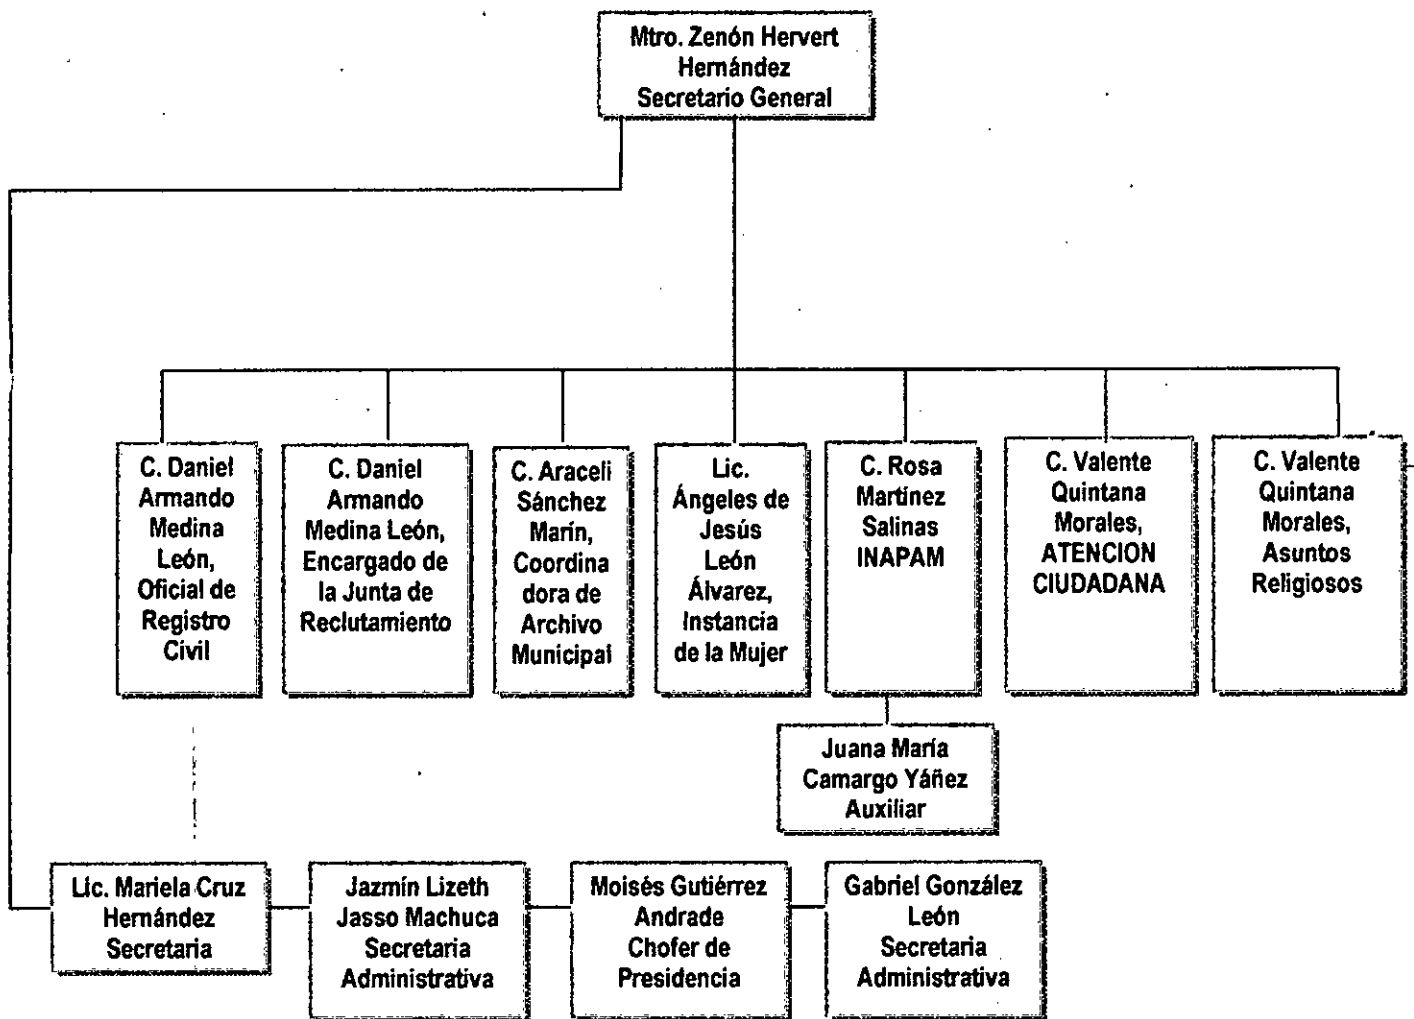 Mtro. Zenón Hervert
Hernández
Secretario General
C. Daniel
Armando
Medina
León,
Oficial de
Registro
Civil
C. Daniel
Armando
Medina León,
Encargado de
la Junta de
Reclutamiento
C. Araceli
Sánchez
Marín,
Coordina
dora de
Archivo
Municipal
Lic.
Ángeles de
Jesús
León
Álvarez,
Instancia
de la Mujer
C. Rosa
Martínez
Salinas
INAPAM
C. Valente
Quintana
Morales,
ATENCION
CIUDADANA
C. Valente
Quintana
Morales,
Asuntos
Religiosos
Juana María
Camargo Yáñez
Auxiliar
Lic. Mariela Cruz
Hernández
Secretaria
Jazmín Lizeth
Jasso Machuca
Secretaria
Administrativa
Moisés Gutiérrez
Andrade
Chofer de
Presidencia
Gabriel González
León
Secretaria
Administrativa